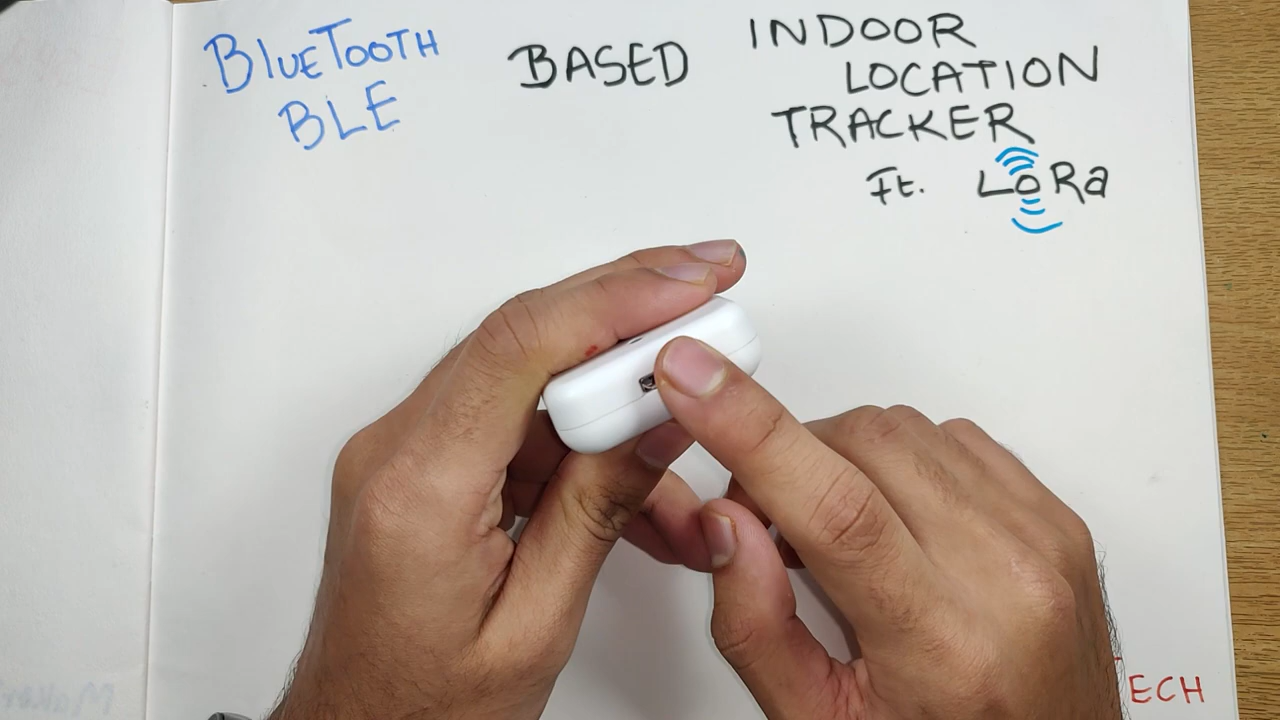 BLUETOOTH
BLE
BASED
INDOOR
LOCATION
TRACKER
Ft. LoRa
ECH